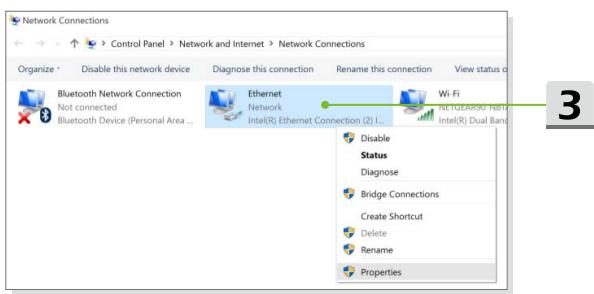 Network Connections
Control Panel > Network and Internet > Network Connections
Organize Disable this network device Diagnose this connection Rename this connection View status o
Bluetooth Network Connection
Not connected
Bluetooth Device (Personal Area ...
Ethernet
Network
Intel(R) Ethernet Connection (2) I...
Wi-Fi
NETGEAR90-NBTA
Intel(R) Dual Band
3
Disable
Status
Diagnose
Bridge Connections
Create Shortcut
Delete
Rename
Properties